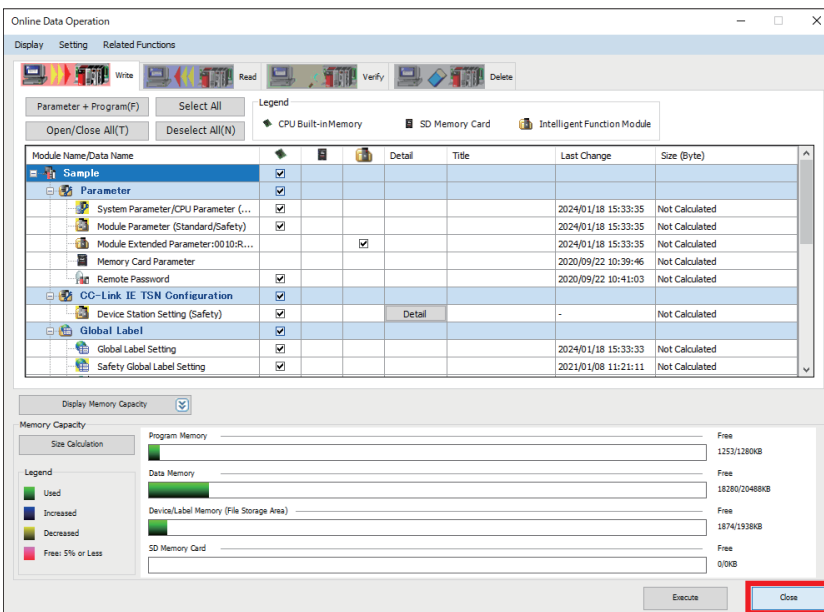 Online Data Operation
Display Setting Related Functions
Write Read Verify Delete
Parameter + Program(F) Select All Legend
Open/Close All(T) Deselect All(N) CPU Built-in Memory SD Memory Card Intelligent Function Module
Module Name/Data Name Detail Title Last Change Size (Byte)
Sample
Parameter
System Parameter/CPU Parameter (... 2024/01/18 15:33:35 Not Calculated
Module Parameter (Standard/Safety) 2024/01/18 15:33:35 Not Calculated
Module Extended Parameter:0010:R... 2024/01/18 15:33:35 Not Calculated
Memory Card Parameter 2020/09/22 10:39:46 Not Calculated
Remote Password 2020/09/22 10:41:03 Not Calculated
CC-Link IE TSN Configuration
Device Station Setting (Safety) Detail - Not Calculated
Global Label
Global Label Setting 2024/01/18 15:33:33 Not Calculated
Safety Global Label Setting 2021/01/08 11:21:11 Not Calculated
Display Memory Capacity
Memory Capacity
Size Calculation
Program Memory Free
1253/1280KB
Legend
Used
Increased
Decreased
Free: 5% or Less
Data Memory Free
18280/20488KB
Device/Label Memory (File Storage Area) Free
1874/1938KB
SD Memory Card Free
0/0KB
Execute Close